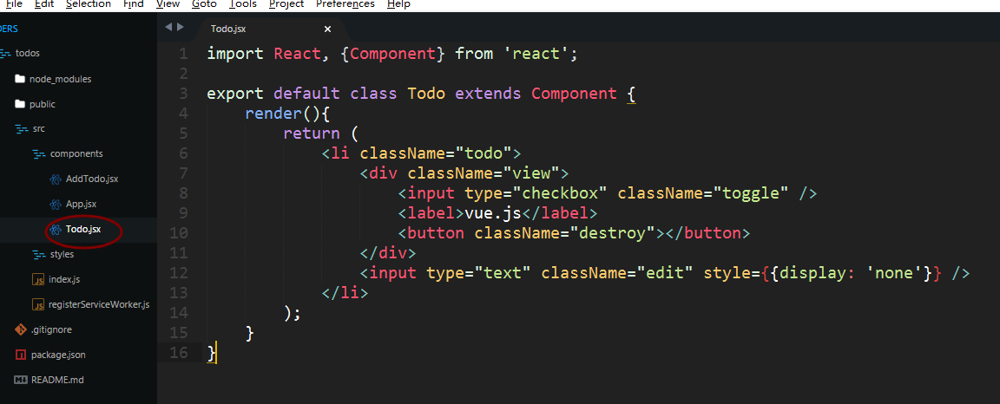 File Edit Selection Find View Goto Tools Project Preferences Help
DERS
todos
node_modules
public
src
components
AddTodo.jsx
App.jsx
Todo.jsx
styles
index.js
registerServiceWorker.js
.gitignore
package.json
README.md
Todo.jsx ×
1 import React, {Component} from 'react';
2
3 export default class Todo extends Component {
4     render(){
5         return (
6             <li className="todo">
7                 <div className="view">
8                     <input type="checkbox" className="toggle" />
9                     <label>vue.js</label>
10                     <button className="destroy"></button>
11                 </div>
12                 <input type="text" className="edit" style={{display: 'none'}} />
13             </li>
14         );
15     }
16 }